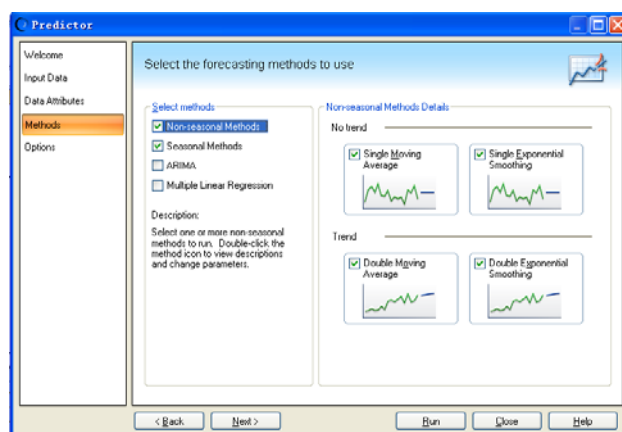 Predictor
Welcome
Input Data
Data Attributes
Methods
Options
Select the forecasting methods to use
Select methods
Non-seasonal Methods
Seasonal Methods
ARIMA
Multiple Linear Regression
Description:
Select one or more non-seasonal
methods to run. Double-click the
method icon to view descriptions
and change parameters.
Non-seasonal Methods Details
No trend
Single Moving
Average
Single Exponential
Smoothing
Trend
Double Moving
Average
Double Exponential
Smoothing
< Back
Next >
Run
Close
Help